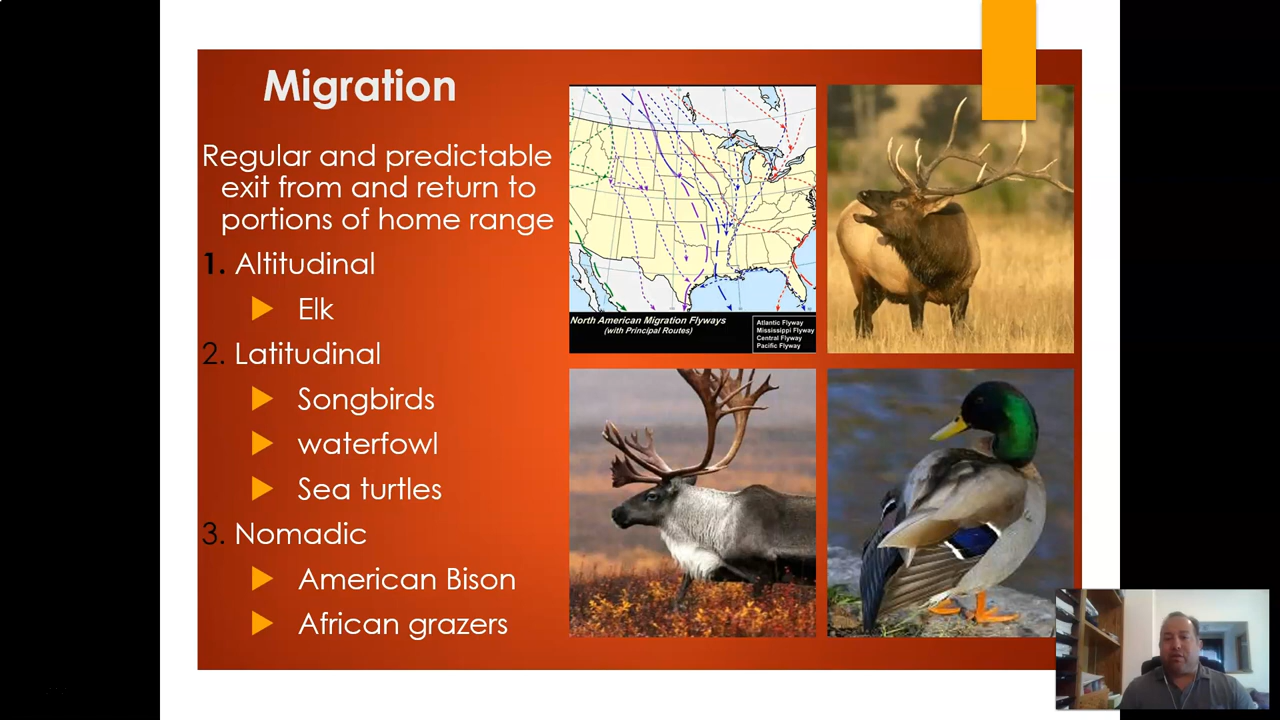 Migration
Regular and predictable
exit from and return to
portions of home range
1. Altitudinal
Elk
2. Latitudinal
Songbirds
waterfowl
Sea turtles
3. Nomadic
American Bison
African grazers
North American Migration Flyways
(with Principal Routes)
Atlantic Flyway
Mississippi Flyway
Central Flyway
Pacific Flyway